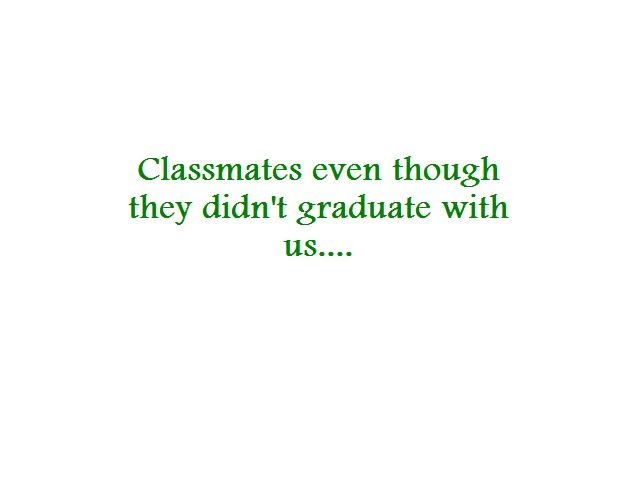 Classmates even though
they didn't graduate with
us....